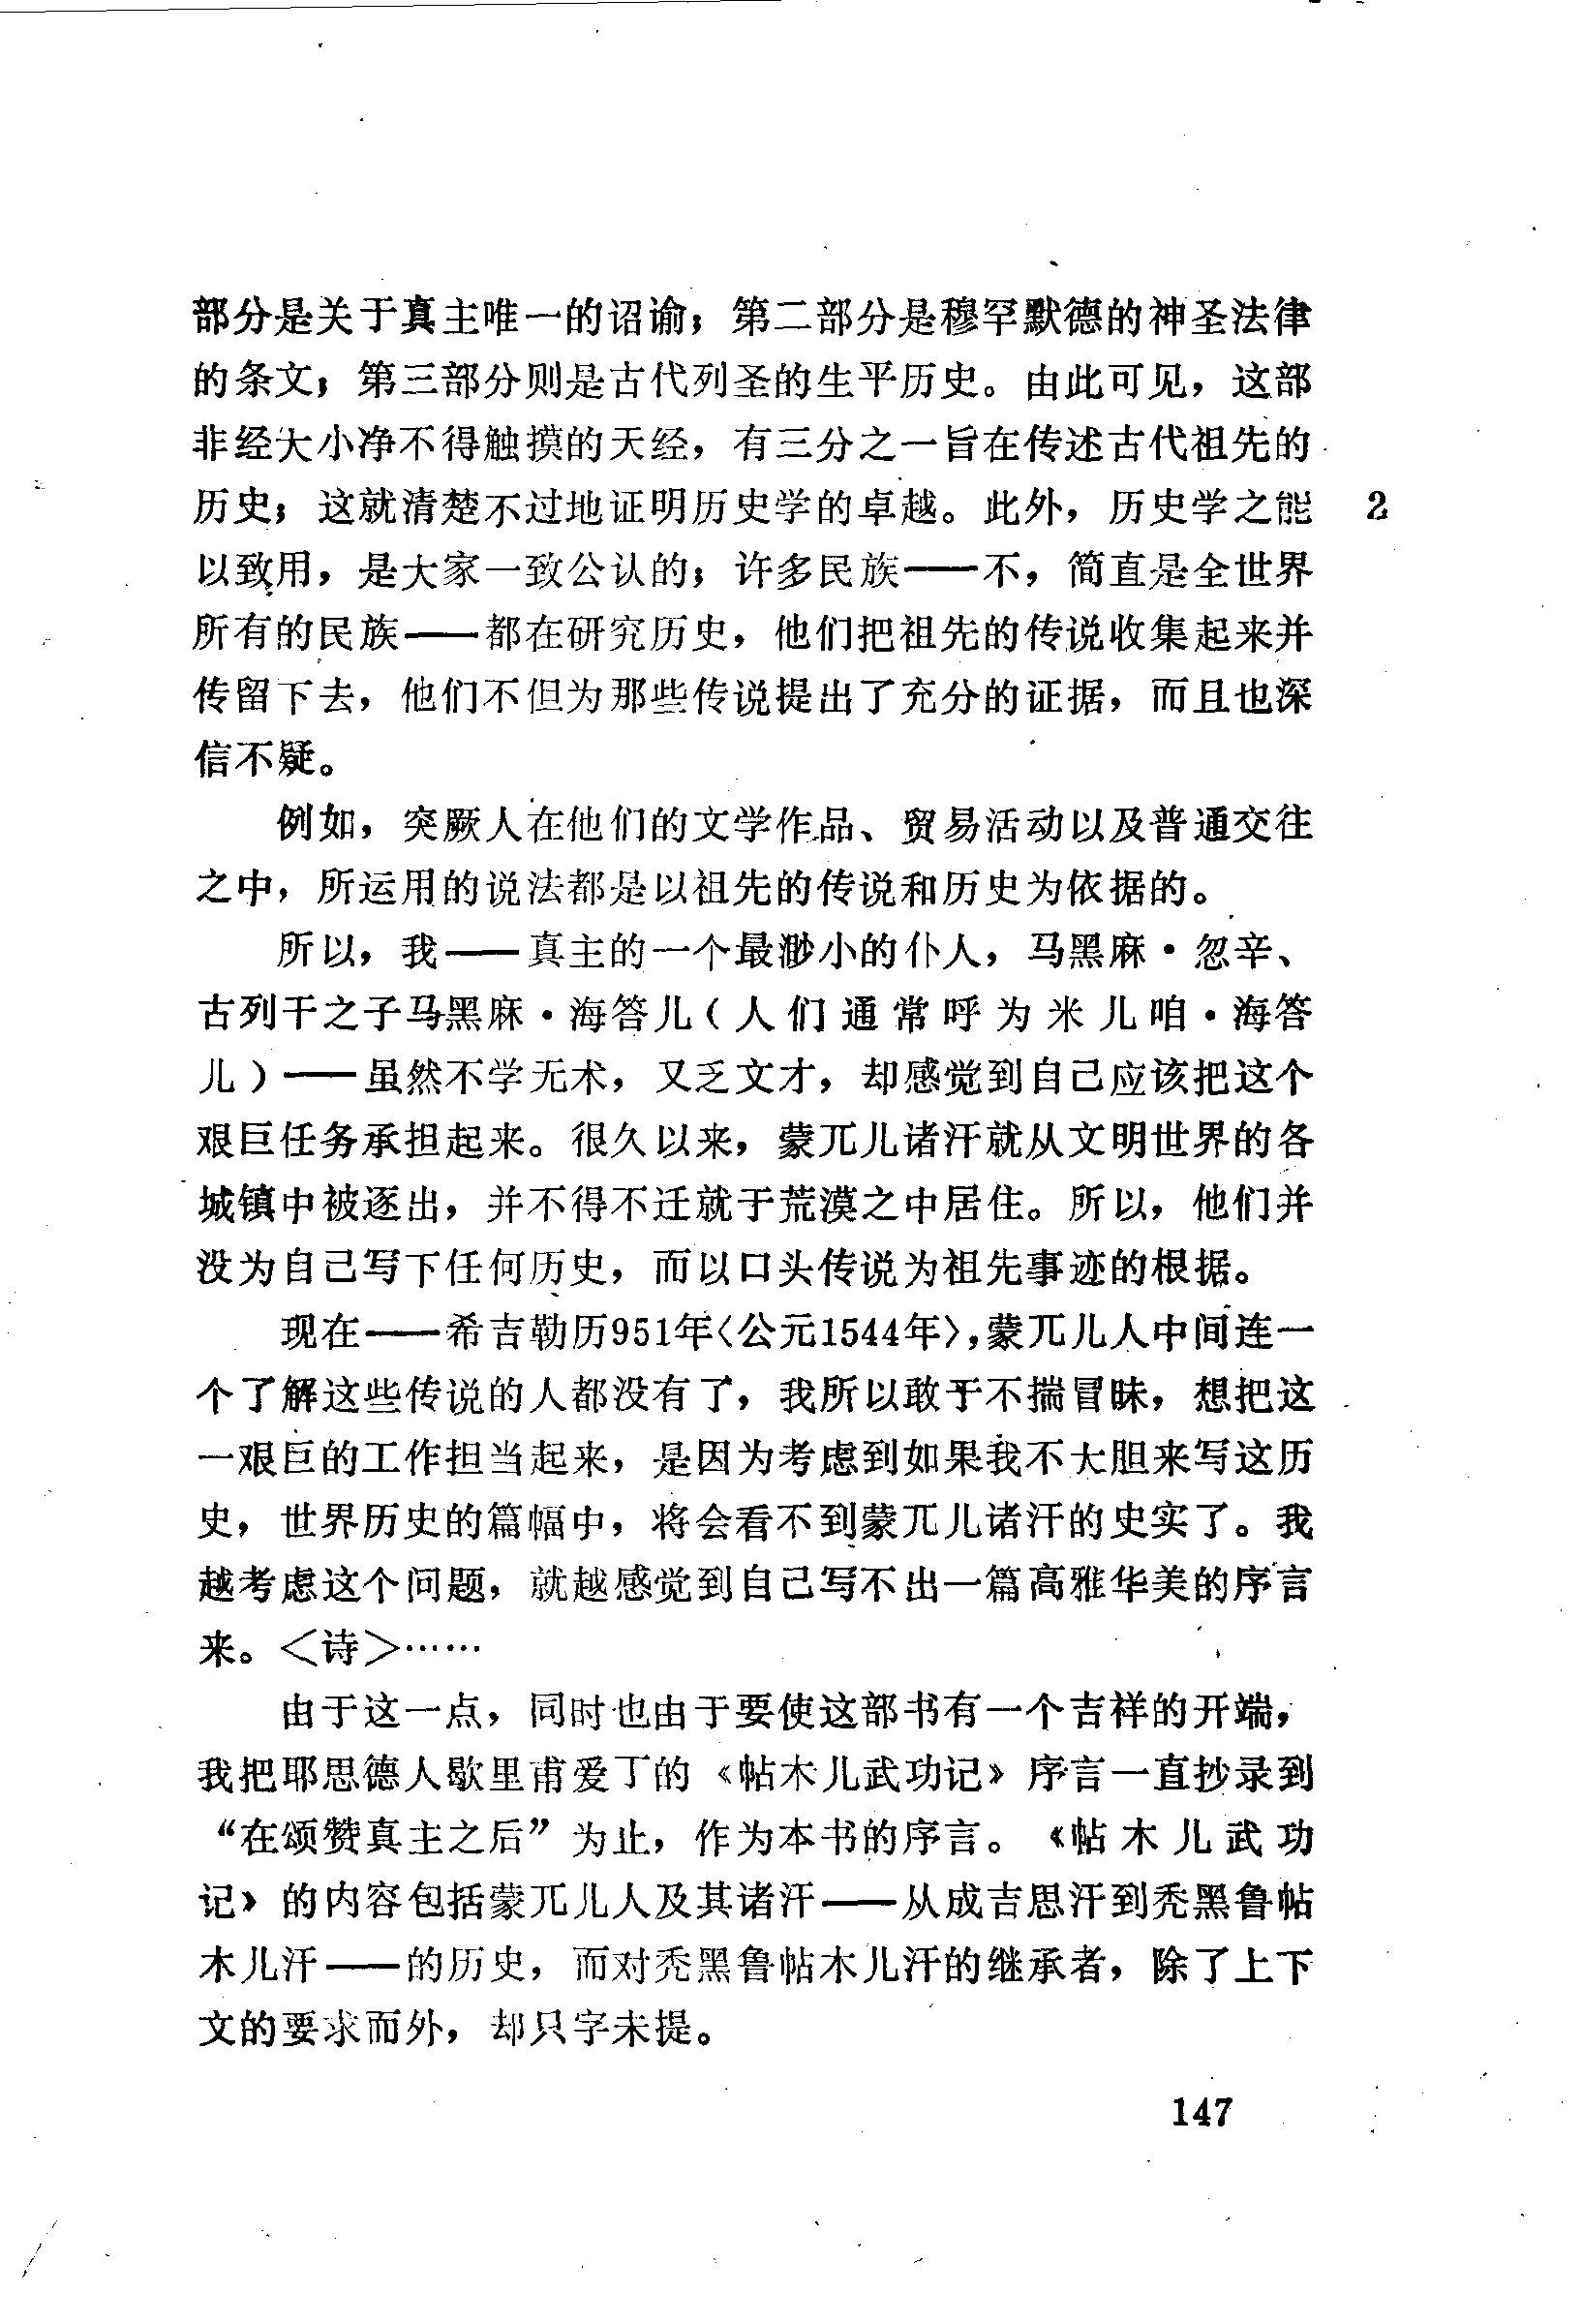 部分是关于真主唯一的诏谕；第二部分是穆罕默德的神圣法律
的条文；第三部分则是古代列圣的生平历史。由此可见，这部
非经大小净不得触摸的天经，有三分之一旨在传述古代祖先的
历史；这就清楚不过地证明历史学的卓越。此外，历史学之能 2
以致用，是大家一致公认的；许多民族——不，简直是全世界
所有的民族——都在研究历史，他们把祖先的传说收集起来并
传留下去，他们不但为那些传说提出了充分的证据，而且也深
信不疑。
例如，突厥人在他们的文学作品、贸易活动以及普通交往
之中，所运用的说法都是以祖先的传说和历史为依据的。
所以，我——真主的一个最渺小的仆人，马黑麻·忽辛、
古列干之子马黑麻·海答儿（人们通常呼为米儿咱·海答
儿）——虽然不学无术，又乏文才，却感觉到自己应该把这个
艰巨任务承担起来。很久以来，蒙兀儿诸汗就从文明世界的各
城镇中被逐出，并不得不迁就于荒漠之中居住。所以，他们并
没为自己写下任何历史，而以口头传说为祖先事迹的根据。
现在——希吉勒历951年〈公元1544年〉，蒙兀儿人中间连一
个了解这些传说的人都没有了，我所以敢于不揣冒昧，想把这
一艰巨的工作担当起来，是因为考虑到如果我不大胆来写这历
史，世界历史的篇幅中，将会看不到蒙兀儿诸汗的史实了。我
越考虑这个问题，就越感觉到自己写不出一篇高雅华美的序言
来。＜诗＞……
由于这一点，同时也由于要使这部书有一个吉祥的开端，
我把耶思德人歇里甫爱丁的《帖木儿武功记》序言一直抄录到
“在颂赞真主之后”为止，作为本书的序言。《帖木儿武功
记》的内容包括蒙兀儿人及其诸汗——从成吉思汗到秃黑鲁帖
木儿汗——的历史，而对秃黑鲁帖木儿汗的继承者，除了上下
文的要求而外，却只字未提。
147